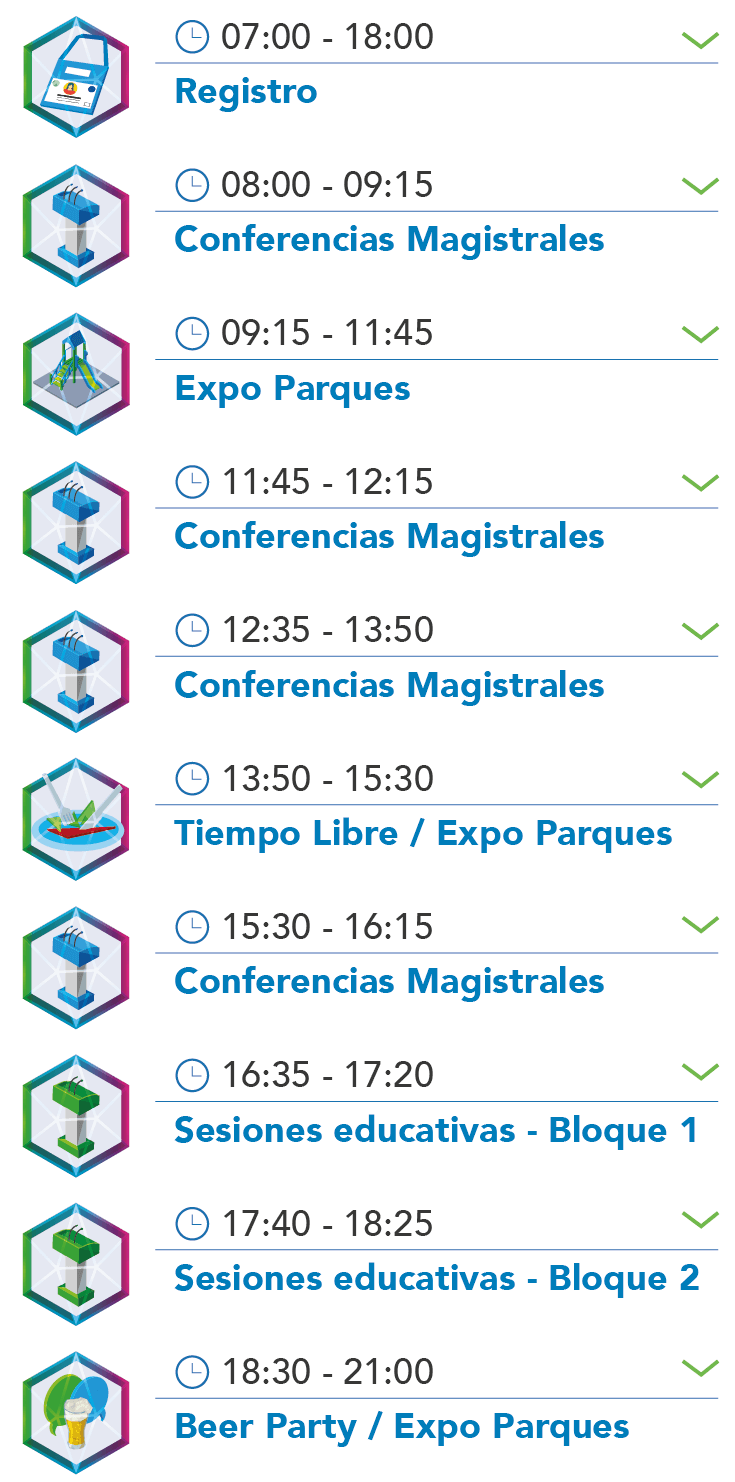 07:00 - 18:00
Registro
08:00 - 09:15
Conferencias Magistrales
09:15 - 11:45
Expo Parques
11:45 - 12:15
Conferencias Magistrales
12:35 - 13:50
Conferencias Magistrales
13:50 - 15:30
Tiempo Libre / Expo Parques
15:30 - 16:15
Conferencias Magistrales
16:35 - 17:20
Sesiones educativas - Bloque 1
17:40 - 18:25
Sesiones educativas - Bloque 2
18:30 - 21:00
Beer Party / Expo Parques